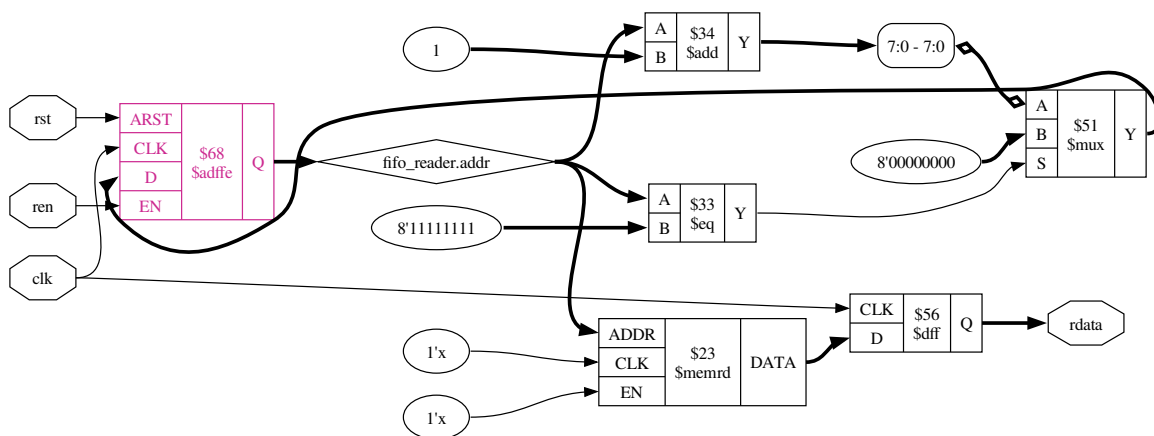 1
A
B
$34
$add
Y
7:0 - 7:0
rst
ARST
CLK
D
EN
$68
$adffe
Q
fifo_reader.addr
A
B
S
$51
$mux
Y
8'00000000
ren
8'11111111
A
B
$33
$eq
Y
clk
CLK
D
$56
$dff
Q
rdata
1'x
1'x
ADDR
CLK
EN
$23
$memrd
DATA